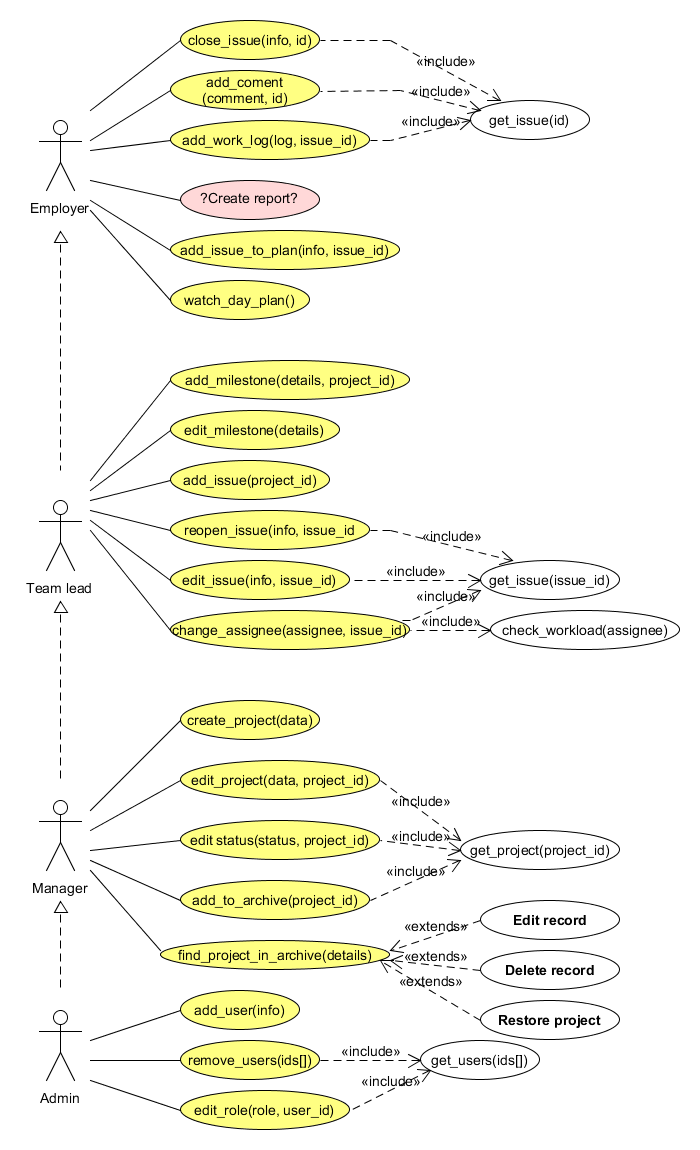 close_issue(info, id)
«include»
add_coment
(comment, id)
«include»
get_issue(id)
«include»
add_work_log(log, issue_id)
Employer
?Create report?
add_issue_to_plan(info, issue_id)
watch_day_plan()
add_milestone(details, project_id)
edit_milestone(details)
add_issue(project_id)
reopen_issue(info, issue_id
«include»
edit_issue(info, issue_id)
«include»
get_issue(issue_id)
Team lead
«include»
change_assignee(assignee, issue_id)
«include»
check_workload(assignee)
create_project(data)
edit_project(data, project_id)
«include»
edit status(status, project_id)
«include»
get_project(project_id)
«include»
Manager
add_to_archive(project_id)
Edit record
«extends»
find_project_in_archive(details)
«extends»
Delete record
«extends»
Restore project
add_user(info)
remove_users(ids[])
«include»
get_users(ids[])
«include»
Admin
edit_role(role, user_id)